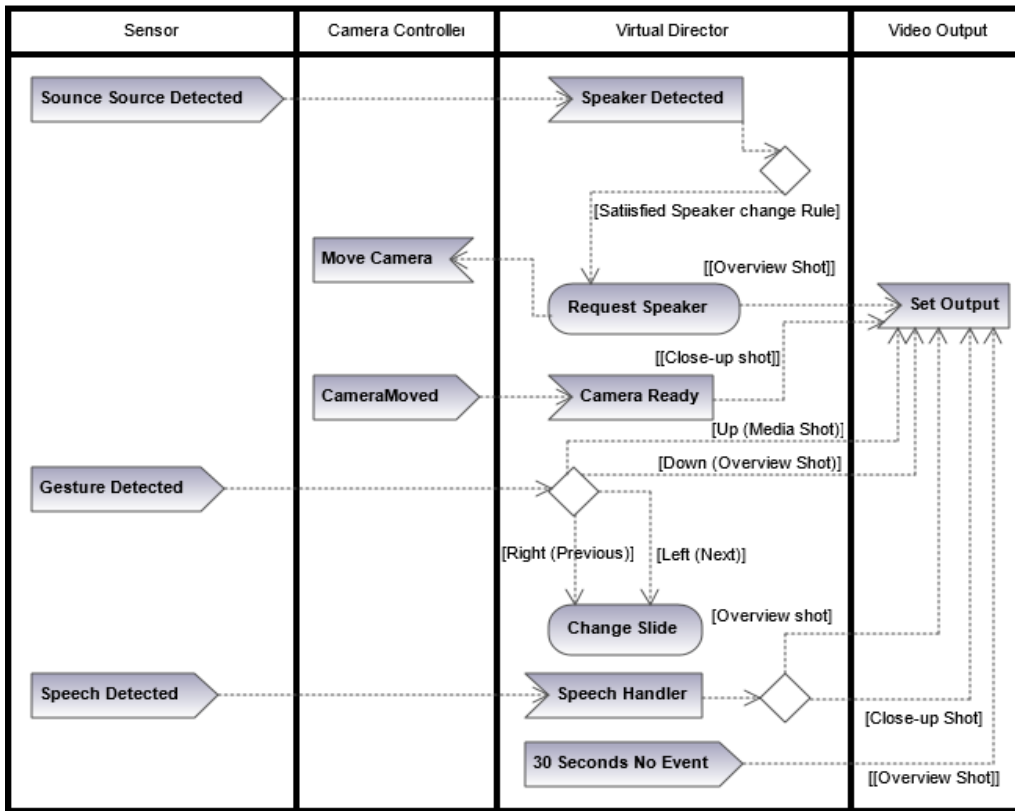 Sensor
Camera Controller
Virtual Director
Video Output
Sounce Source Detected
Speaker Detected
[Satiisfied Speaker change Rule]
Move Camera
[[Overview Shot]]
Request Speaker
Set Output
[[Close-up shot]]
CameraMoved
Camera Ready
[Up (Media Shot)]
[Down (Overview Shot)]
Gesture Detected
[Right (Previous)]
[Left (Next)]
Change Slide
[Overview shot]
Speech Detected
Speech Handler
[Close-up Shot]
30 Seconds No Event
[[Overview Shot]]